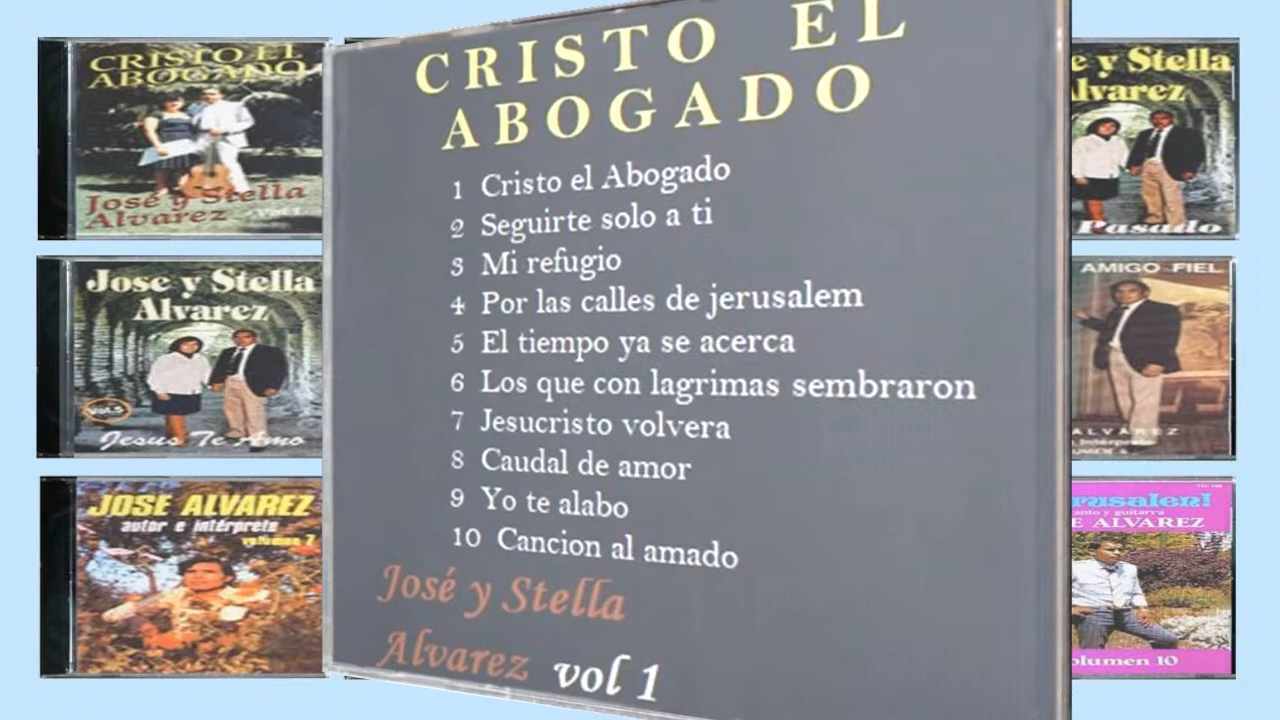 CRISTO EL
ABOGADO
José y Stella
Alvarez
Jose y Stella
Alvarez
Vol.5
Jesus Te Amo
JOSE ALVAREZ
autor e intérprete
volumen 7
CRISTO EL
ABOGADO
1 Cristo el Abogado
2 Seguirte solo a ti
3 Mi refugio
4 Por las calles de jerusalem
5 El tiempo ya se acerca
6 Los que con lagrimas sembraron
7 Jesucristo volvera
8 Caudal de amor
9 Yo te alabo
10 Cancion al amado
José y Stella
Alvarez vol 1
e y Stella
lvarez
Pasado
AMIGO FIEL
ALVAREZ
rusalen!
anto y guitarra
E ALVAREZ
olumen 10